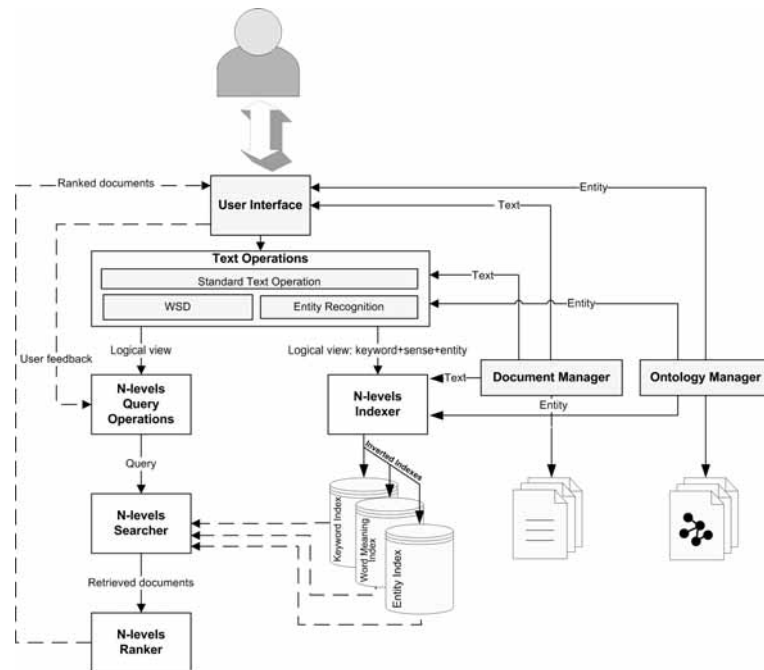 Ranked documents
User Interface
Entity
Text
Text Operations
Standard Text Operation
WSD
Entity Recognition
Text
Entity
User feedback
Logical view
Logical view: keyword+sense+entity
N-levels
Query
Operations
N-levels
Indexer
Text
Document Manager
Ontology Manager
Entity
Query
Inverted Indexes
N-levels
Searcher
Keyword Index
Word Meaning
Index
Entity Index
Retrieved documents
N-levels
Ranker